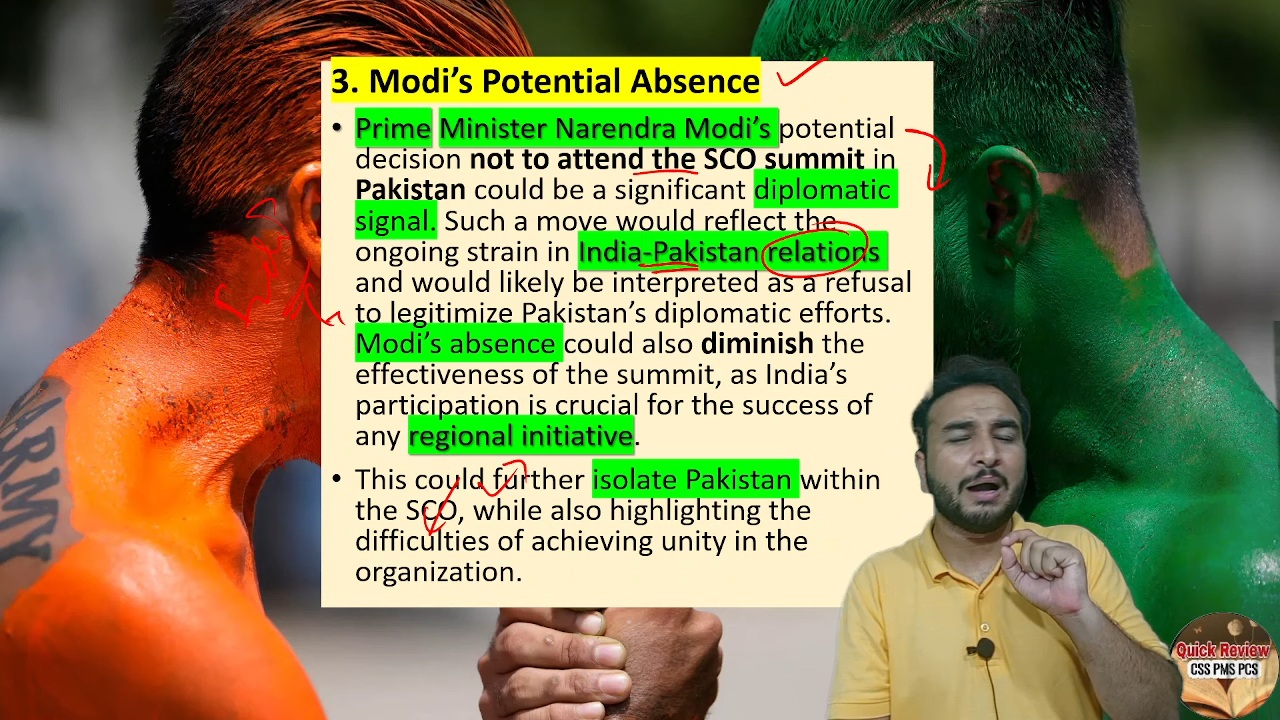 3. Modi’s Potential Absence
• Prime Minister Narendra Modi’s potential
decision not to attend the SCO summit in
Pakistan could be a significant diplomatic
signal. Such a move would reflect the
ongoing strain in India-Pakistan relations
and would likely be interpreted as a refusal
to legitimize Pakistan’s diplomatic efforts.
Modi’s absence could also diminish the
effectiveness of the summit, as India’s
participation is crucial for the success of
any regional initiative.
• This could further isolate Pakistan within
the SCO, while also highlighting the
difficulties of achieving unity in the
organization.
ARMY
Quick Review
CSS PMS PCS